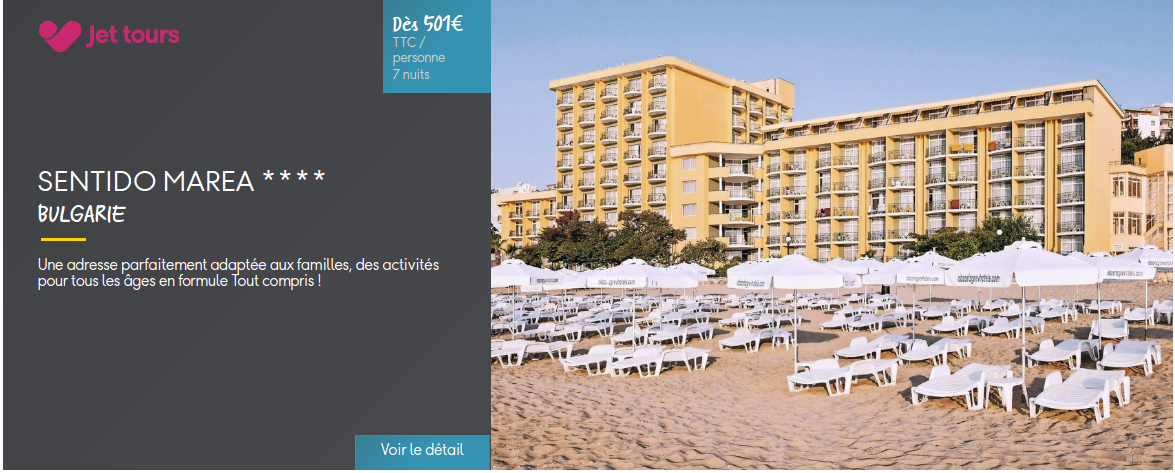 Jet tours
Dès 501€
TTC /
personne
7 nuits
SENTIDO MAREA ****
BULGARIE
Une adresse parfaitement adaptée aux familles, des activités
pour tous les âges en formule Tout compris !
Voir le détail